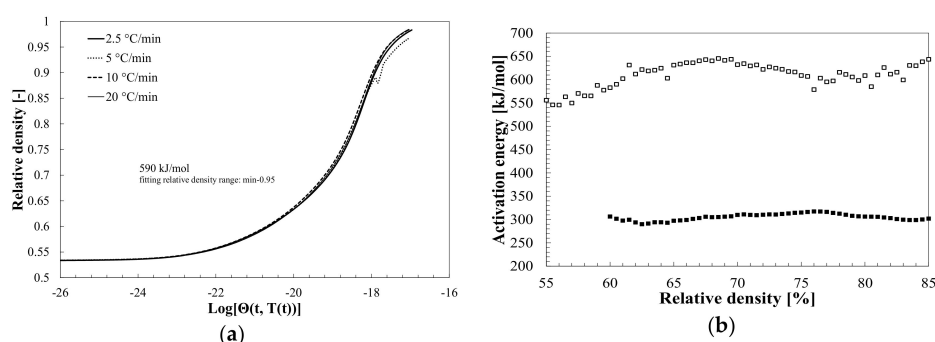 1
0.95
0.9
0.85
0.8
0.75
0.7
0.65
0.6
0.55
0.5
Relative density [-]
2.5 °C/min
5 °C/min
10 °C/min
20 °C/min
590 kJ/mol
fitting relative density range: min-0.95
-26
-24
-22
-20
-18
-16
Log[Θ(t, T(t))]
(a)
700
650
600
550
500
450
400
350
300
250
200
Activation energy [kJ/mol]
55
60
65
70
75
80
85
Relative density [%]
(b)